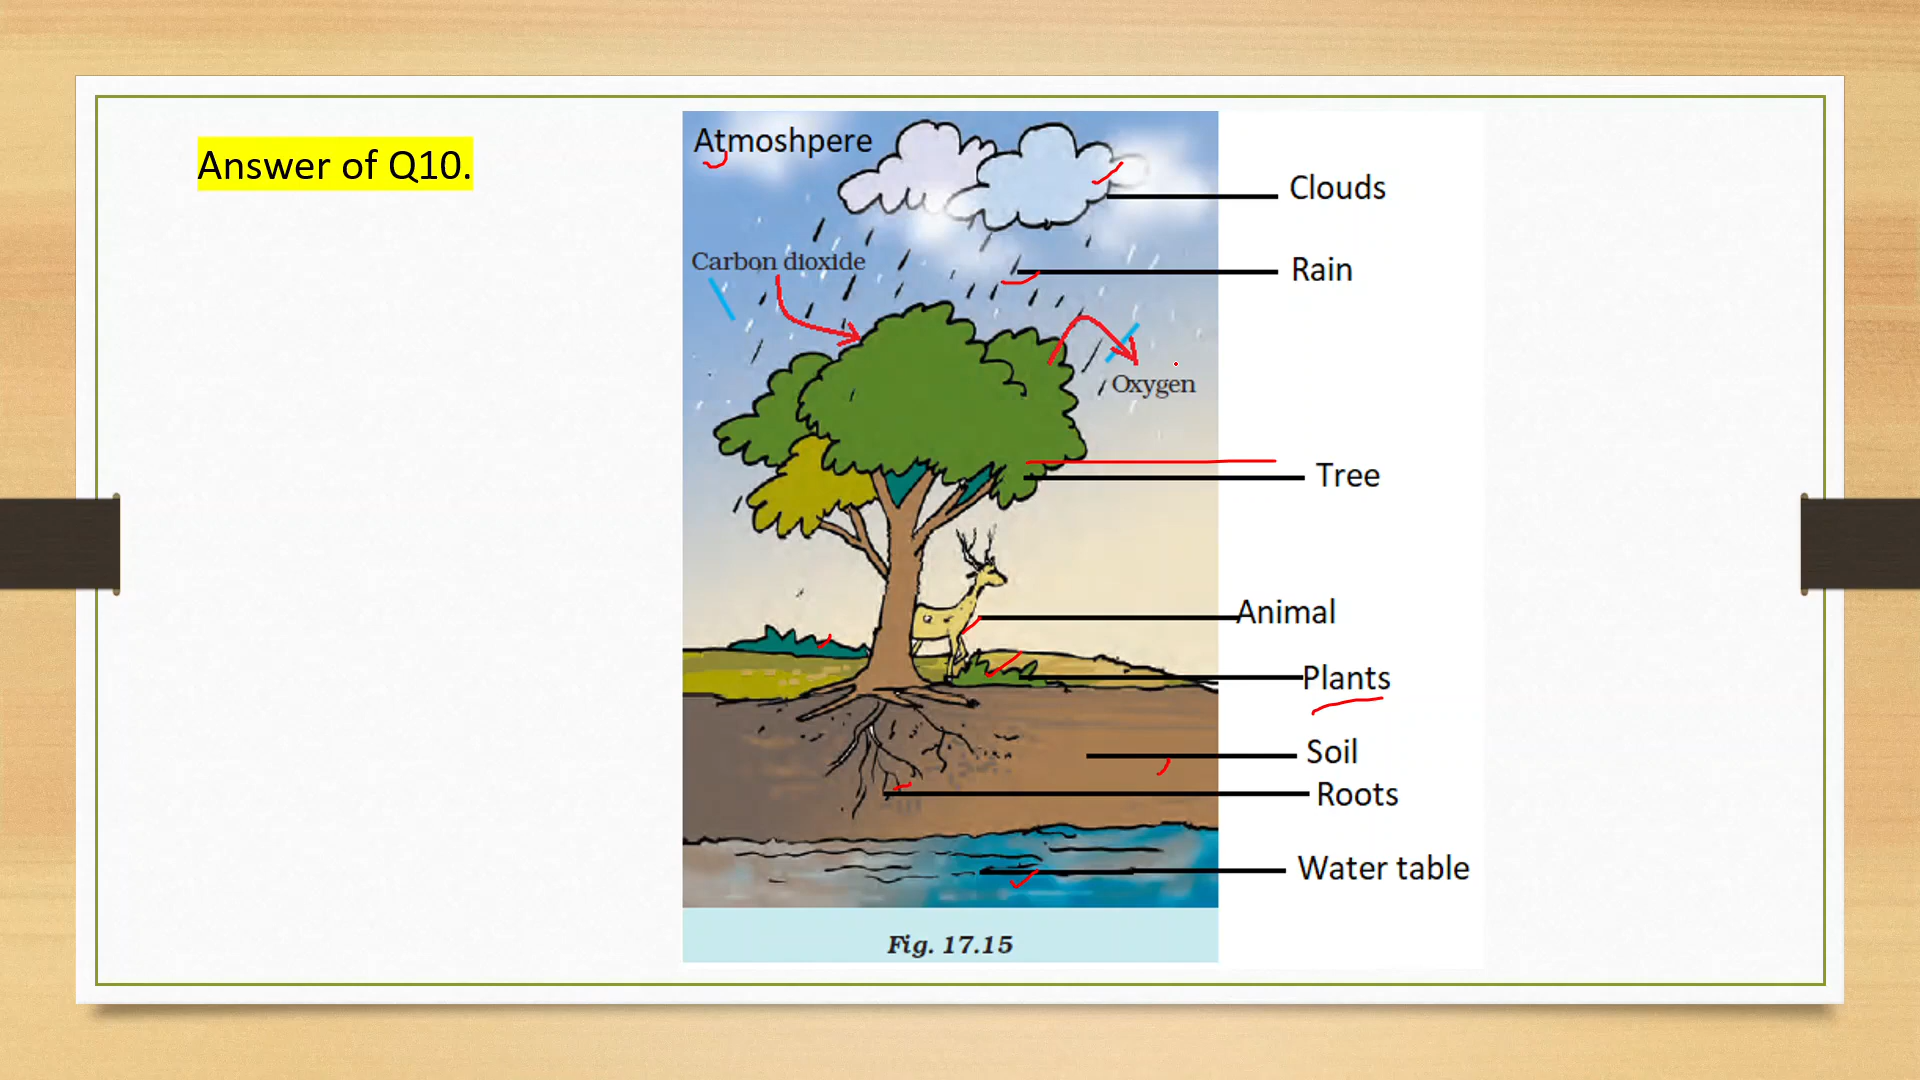 Answer of Q10.
Atmoshpere
Clouds
Carbon dioxide
Rain
Oxygen
Tree
Animal
Plants
Soil
Roots
Water table
Fig. 17.15